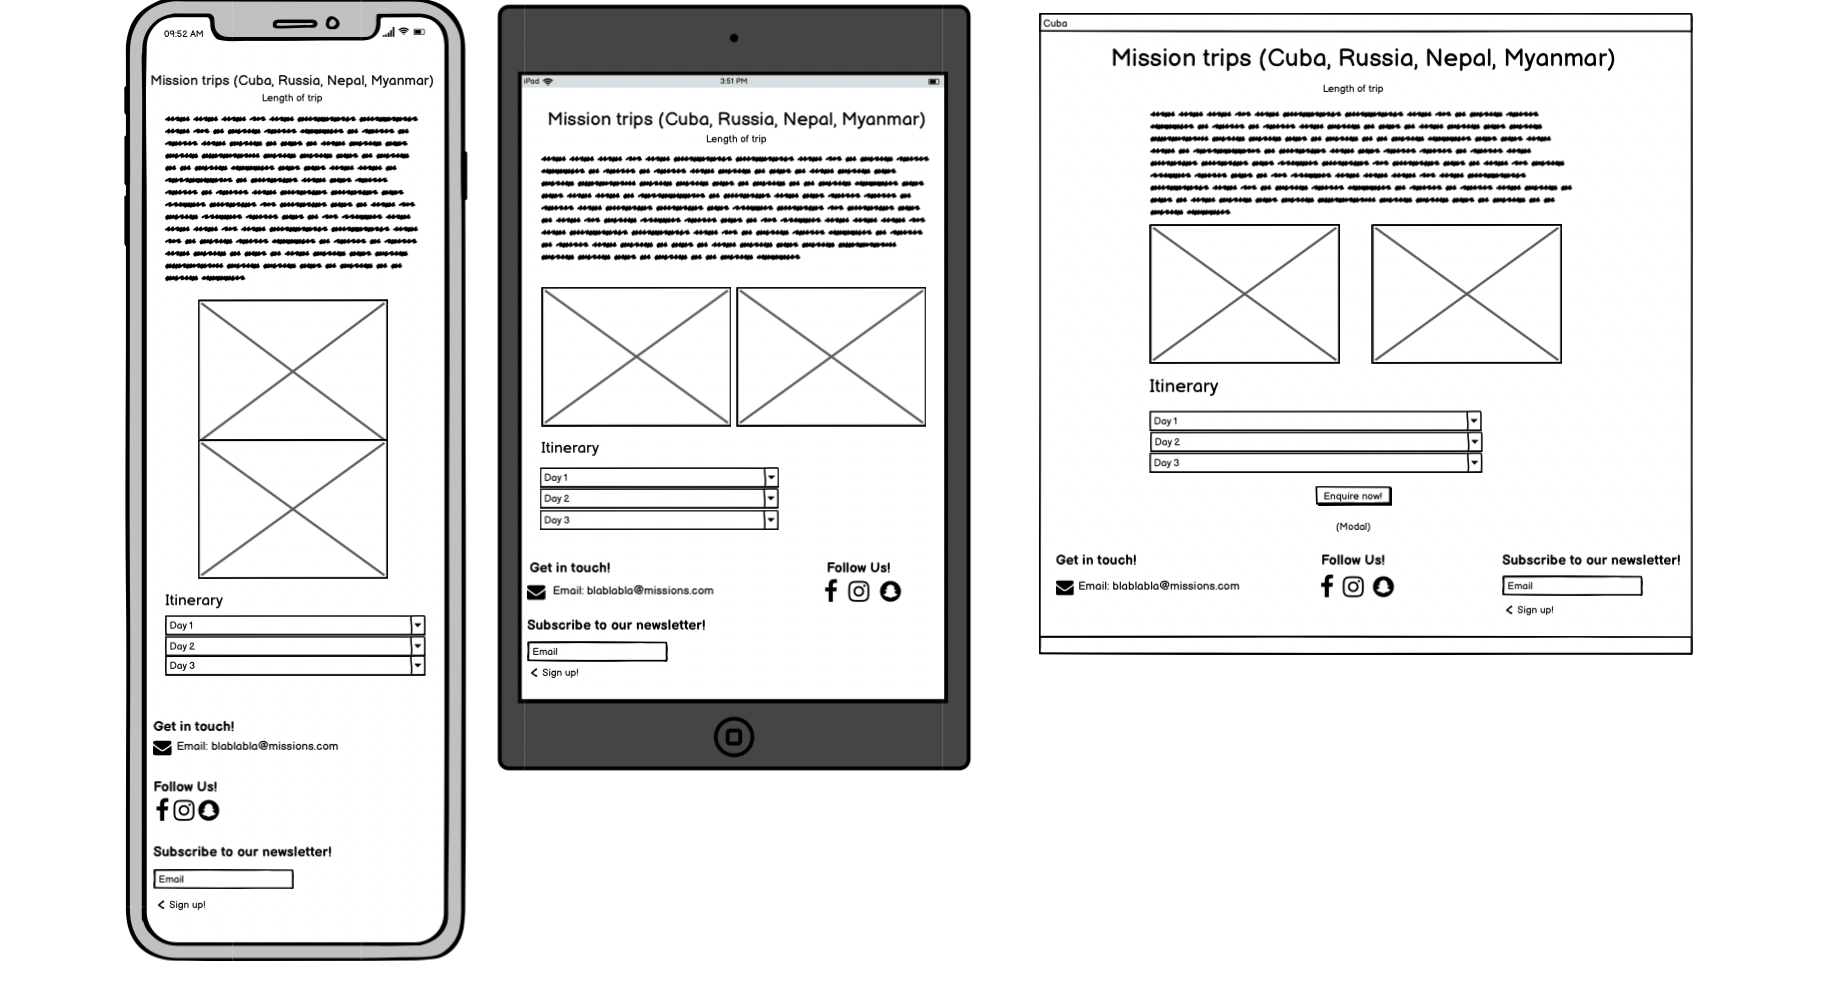 09:52 AM
Mission trips (Cuba, Russia, Nepal, Myanmar)
Length of trip
Itinerary
Day 1
Day 2
Day 3
Get in touch!
Email: blablabla@missions.com
Follow Us!
Subscribe to our newsletter!
Email
Sign up!
iPad
3:51 PM
Mission trips (Cuba, Russia, Nepal, Myanmar)
Length of trip
Itinerary
Day 1
Day 2
Day 3
Get in touch!
Email: blablabla@missions.com
Follow Us!
Subscribe to our newsletter!
Email
Sign up!
Cuba
Mission trips (Cuba, Russia, Nepal, Myanmar)
Length of trip
Itinerary
Day 1
Day 2
Day 3
Enquire now!
(Modal)
Get in touch!
Email: blablabla@missions.com
Follow Us!
Subscribe to our newsletter!
Email
Sign up!